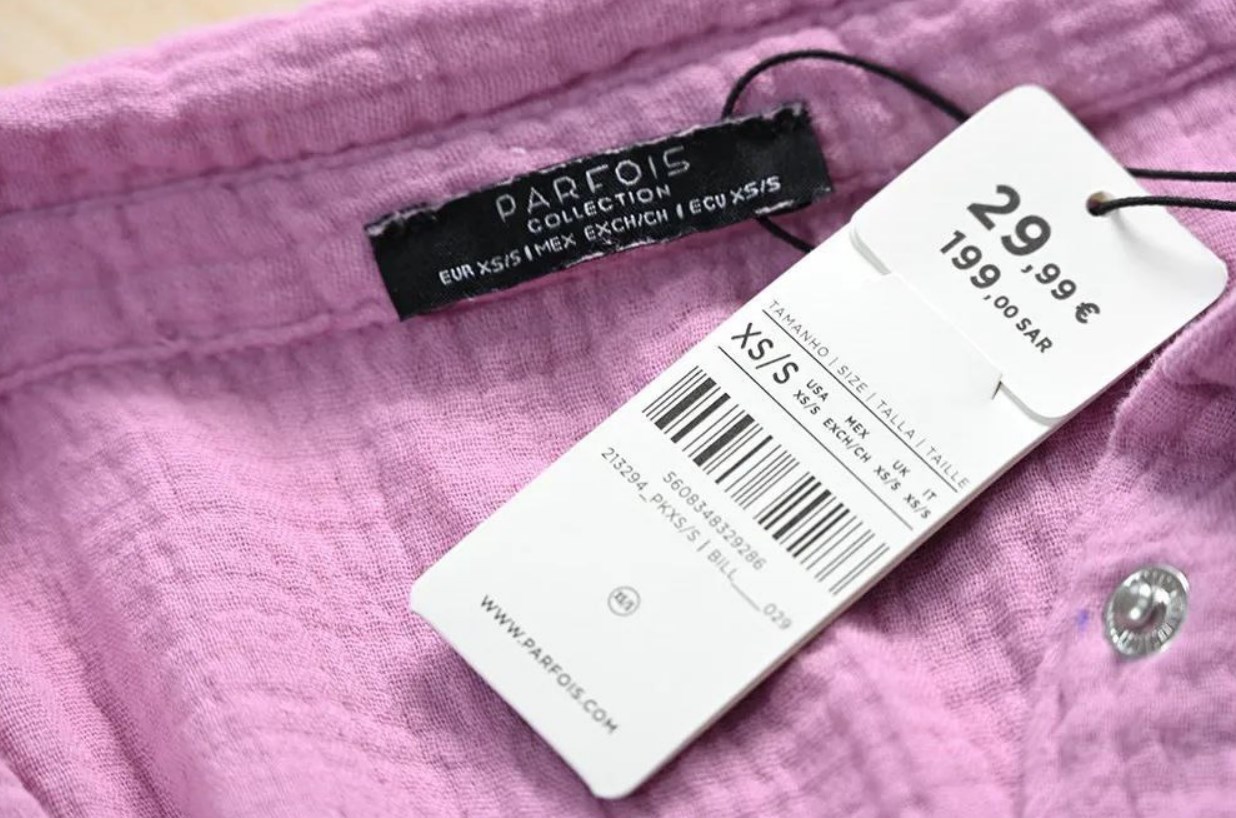 PARFOIS
COLLECTION
EUR XS/S | MEX EXCH/CH | ECU XS/S
29,99 €
199,00 SAR
TAMANHO | SIZE | TALLA | TAILLE
XS/S USA XS/S MEX EXCH/CH UK XS/S IT XS/S
5608348329286
213294_PKXS/S | BILL____029
WWW.PARFOIS.COM